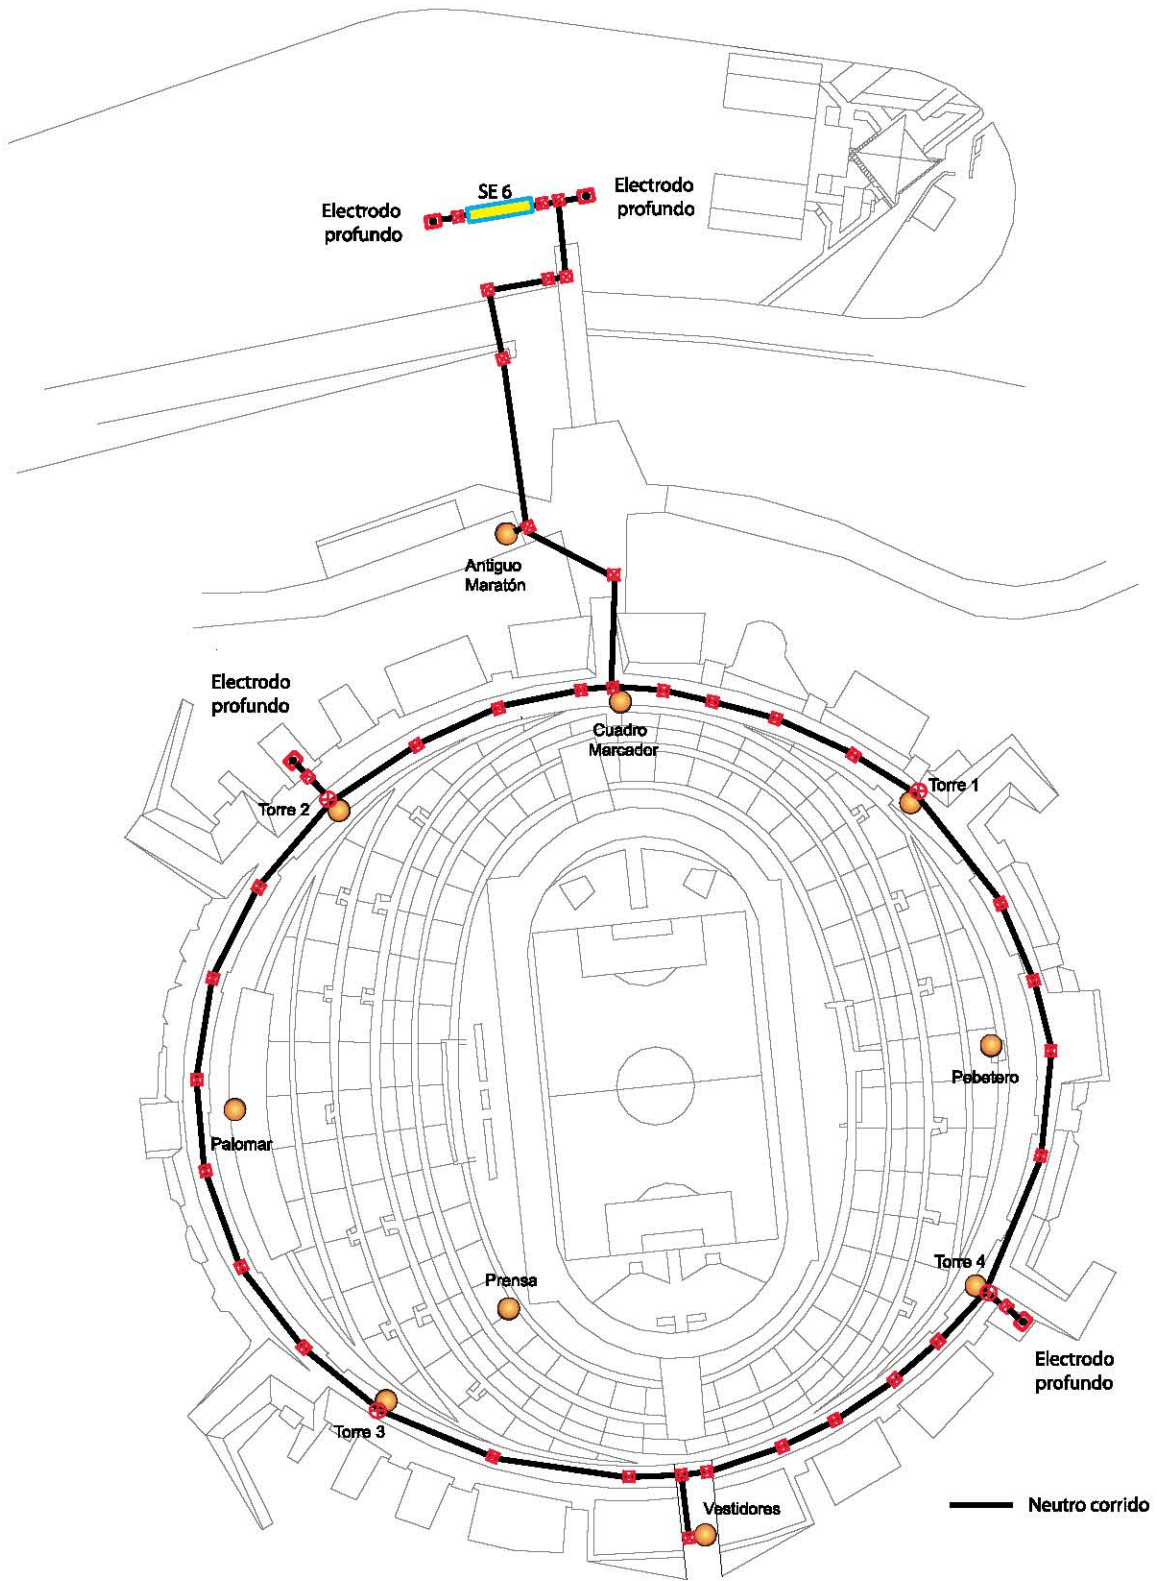 SE 6
Electrodo
profundo
Electrodo
profundo
Antiguo
Maratón
Electrodo
profundo
Cuadro
Marcador
Torre 1
Torre 2
Pebetero
Palomar
Torre 4
Prensa
Electrodo
profundo
Torre 3
Vestidores
Neutro corrido